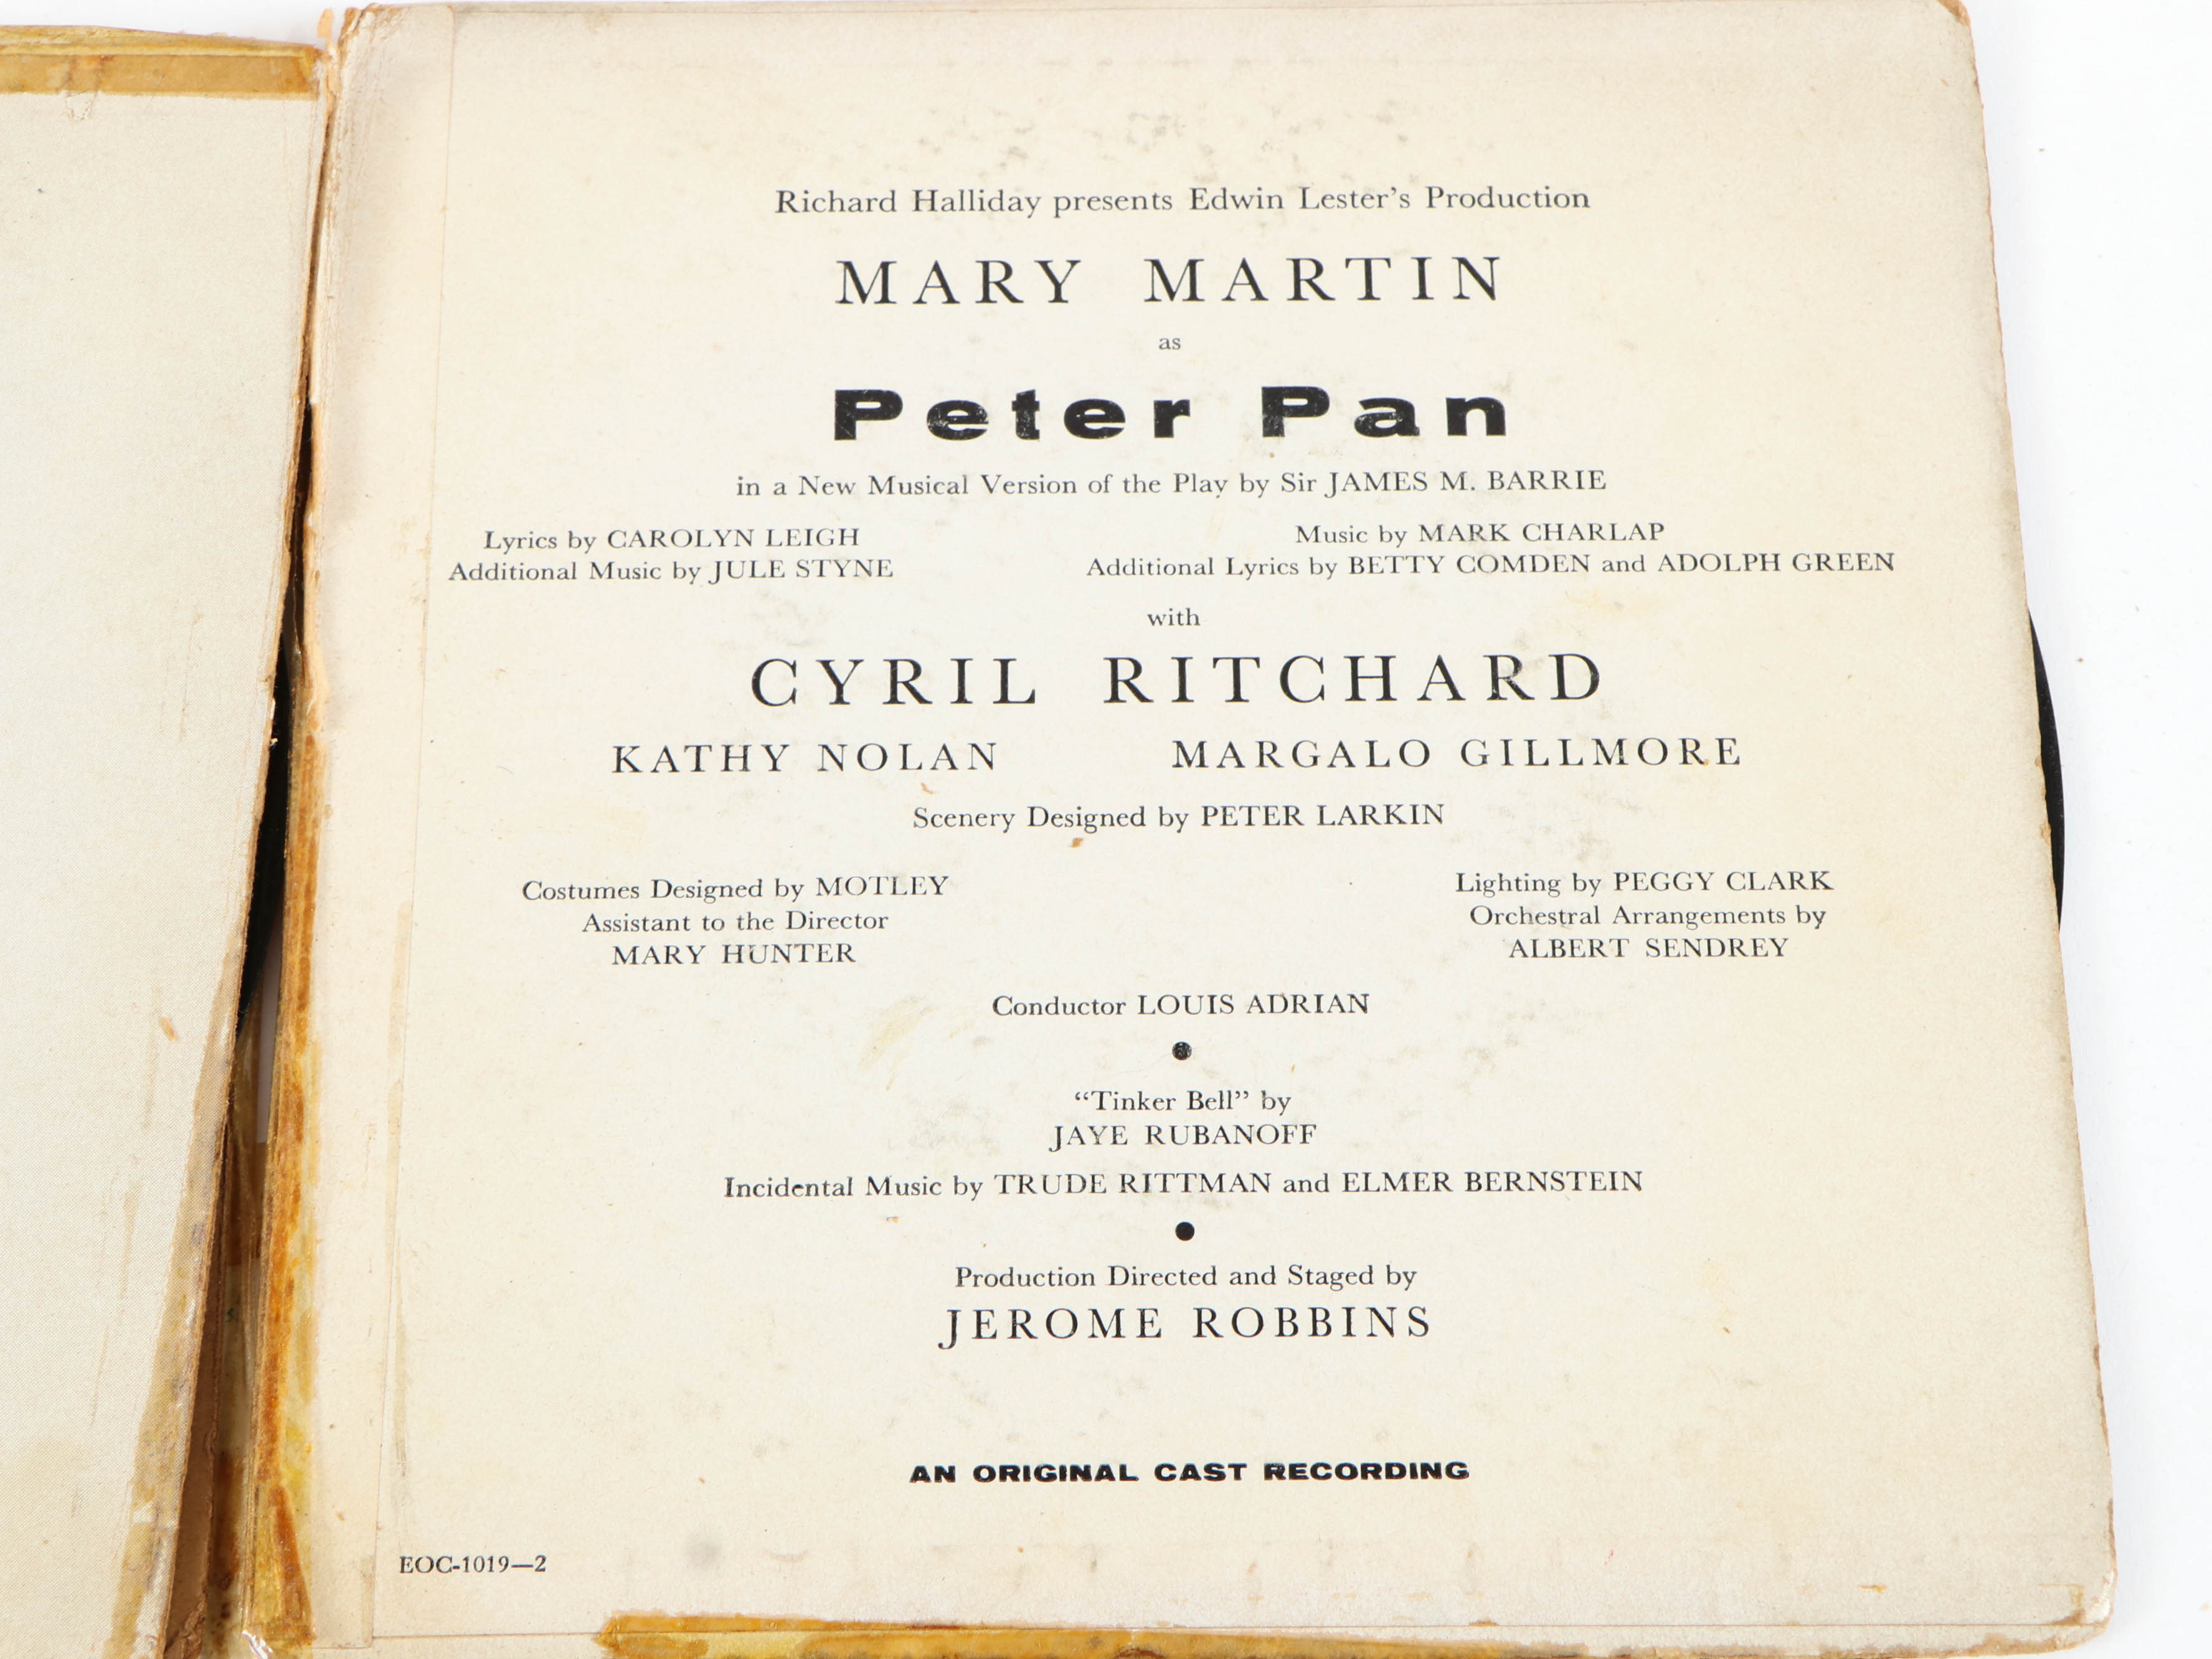 Richard Halliday presents Edwin Lester's Production
MARY MARTIN
as
Peter Pan
in a New Musical Version of the Play by Sir JAMES M. BARRIE
Lyrics by CAROLYN LEIGH
Additional Music by JULE STYNE
Music by MARK CHARLAP
Additional Lyrics by BETTY COMDEN and ADOLPH GREEN
with
CYRIL RITCHARD
KATHY NOLAN MARGALO GILLMORE
Scenery Designed by PETER LARKIN
Costumes Designed by MOTLEY
Assistant to the Director
MARY HUNTER
Lighting by PEGGY CLARK
Orchestral Arrangements by
ALBERT SENDREY
Conductor LOUIS ADRIAN
●
“Tinker Bell” by
JAYE RUBANOFF
Incidental Music by TRUDE RITTMAN and ELMER BERNSTEIN
●
Production Directed and Staged by
JEROME ROBBINS
AN ORIGINAL CAST RECORDING
EOC-1019—2